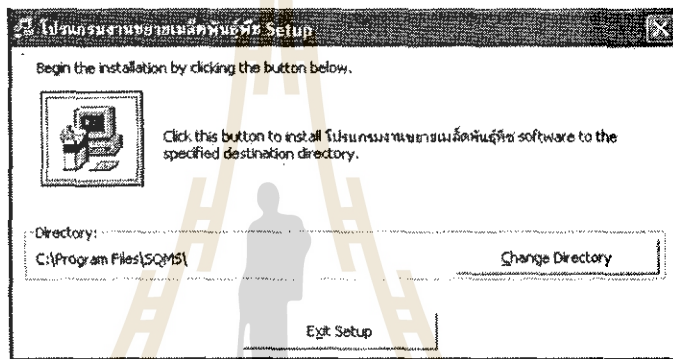 โปรแกรมงานขยายเมล็ดพันธ์พืช Setup
Begin the installation by clicking the button below.
Click this button to install โปรแกรมงานขยายเมล็ดพันธุ์พืช software to the
specified destination directory.
Directory:
C:\Program Files\SQMS\
Change Directory
Exit Setup